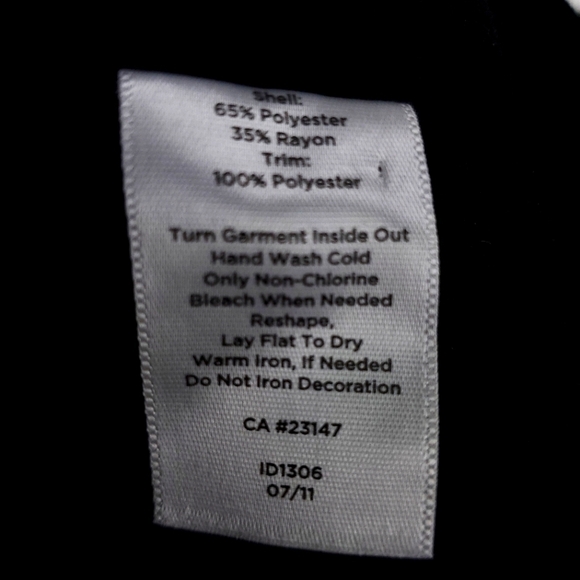 Shell:
65% Polyester
35% Rayon
Trim:
100% Polyester
Turn Garment Inside Out
Hand Wash Cold
Only Non-Chlorine
Bleach When Needed
Reshape,
Lay Flat To Dry
Warm Iron, If Needed
Do Not Iron Decoration
CA #23147
ID1306
07/11